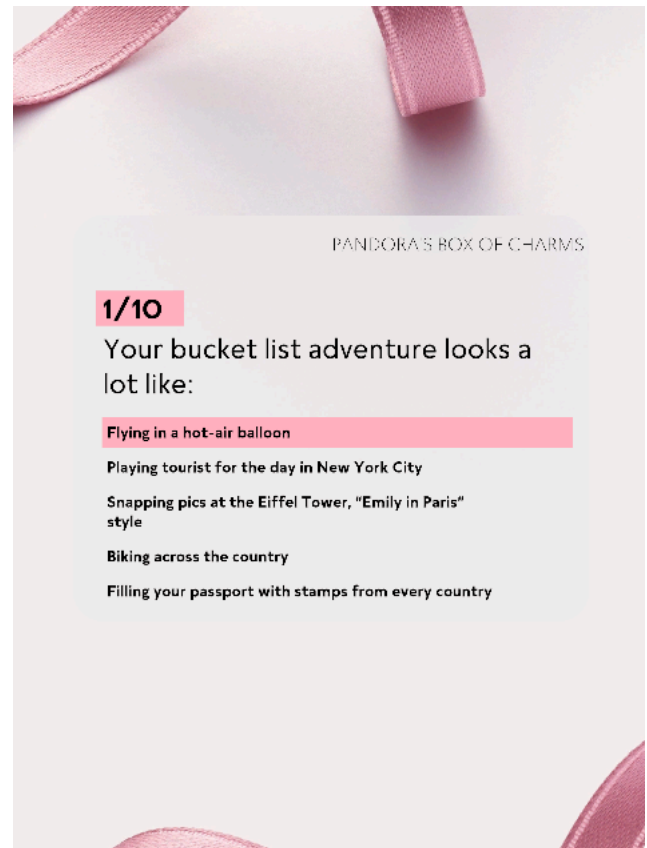 PANDORA'S BOX OF CHARMS
1/10
Your bucket list adventure looks a
lot like:
Flying in a hot-air balloon
Playing tourist for the day in New York City
Snapping pics at the Eiffel Tower, "Emily in Paris"
style
Biking across the country
Filling your passport with stamps from every country